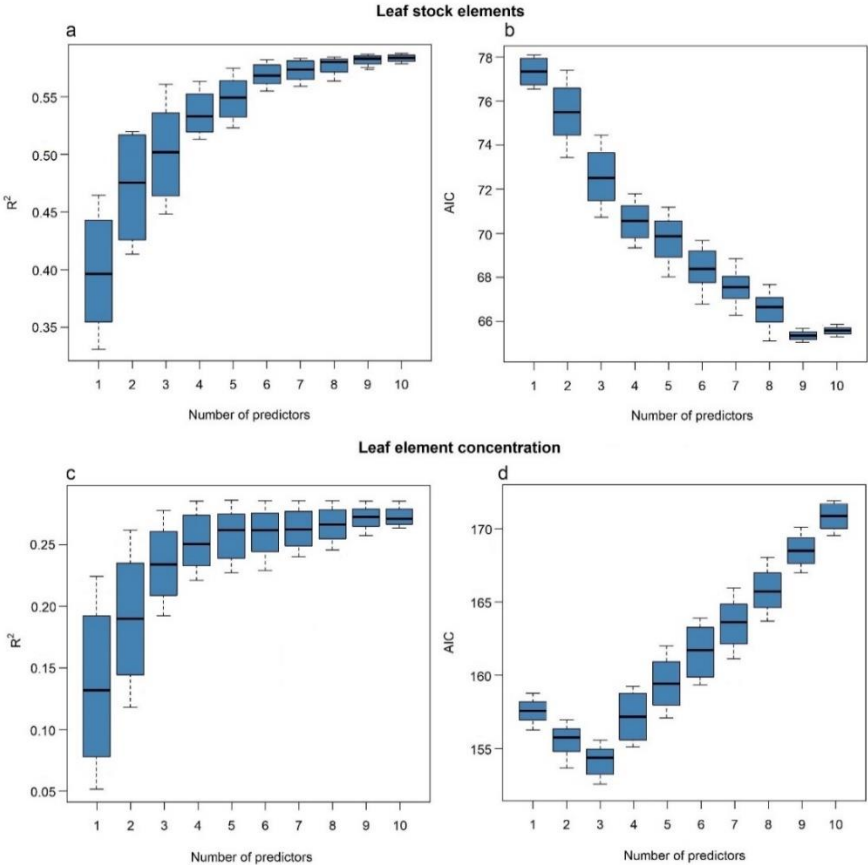 Leaf stock elements
a
R²
0.55
0.50
0.45
0.40
0.35
1 2 3 4 5 6 7 8 9 10
Number of predictors
b
AIC
78
76
74
72
70
68
66
1 2 3 4 5 6 7 8 9 10
Number of predictors
Leaf element concentration
c
R²
0.25
0.20
0.15
0.10
0.05
1 2 3 4 5 6 7 8 9 10
Number of predictors
d
AIC
170
165
160
155
1 2 3 4 5 6 7 8 9 10
Number of predictors